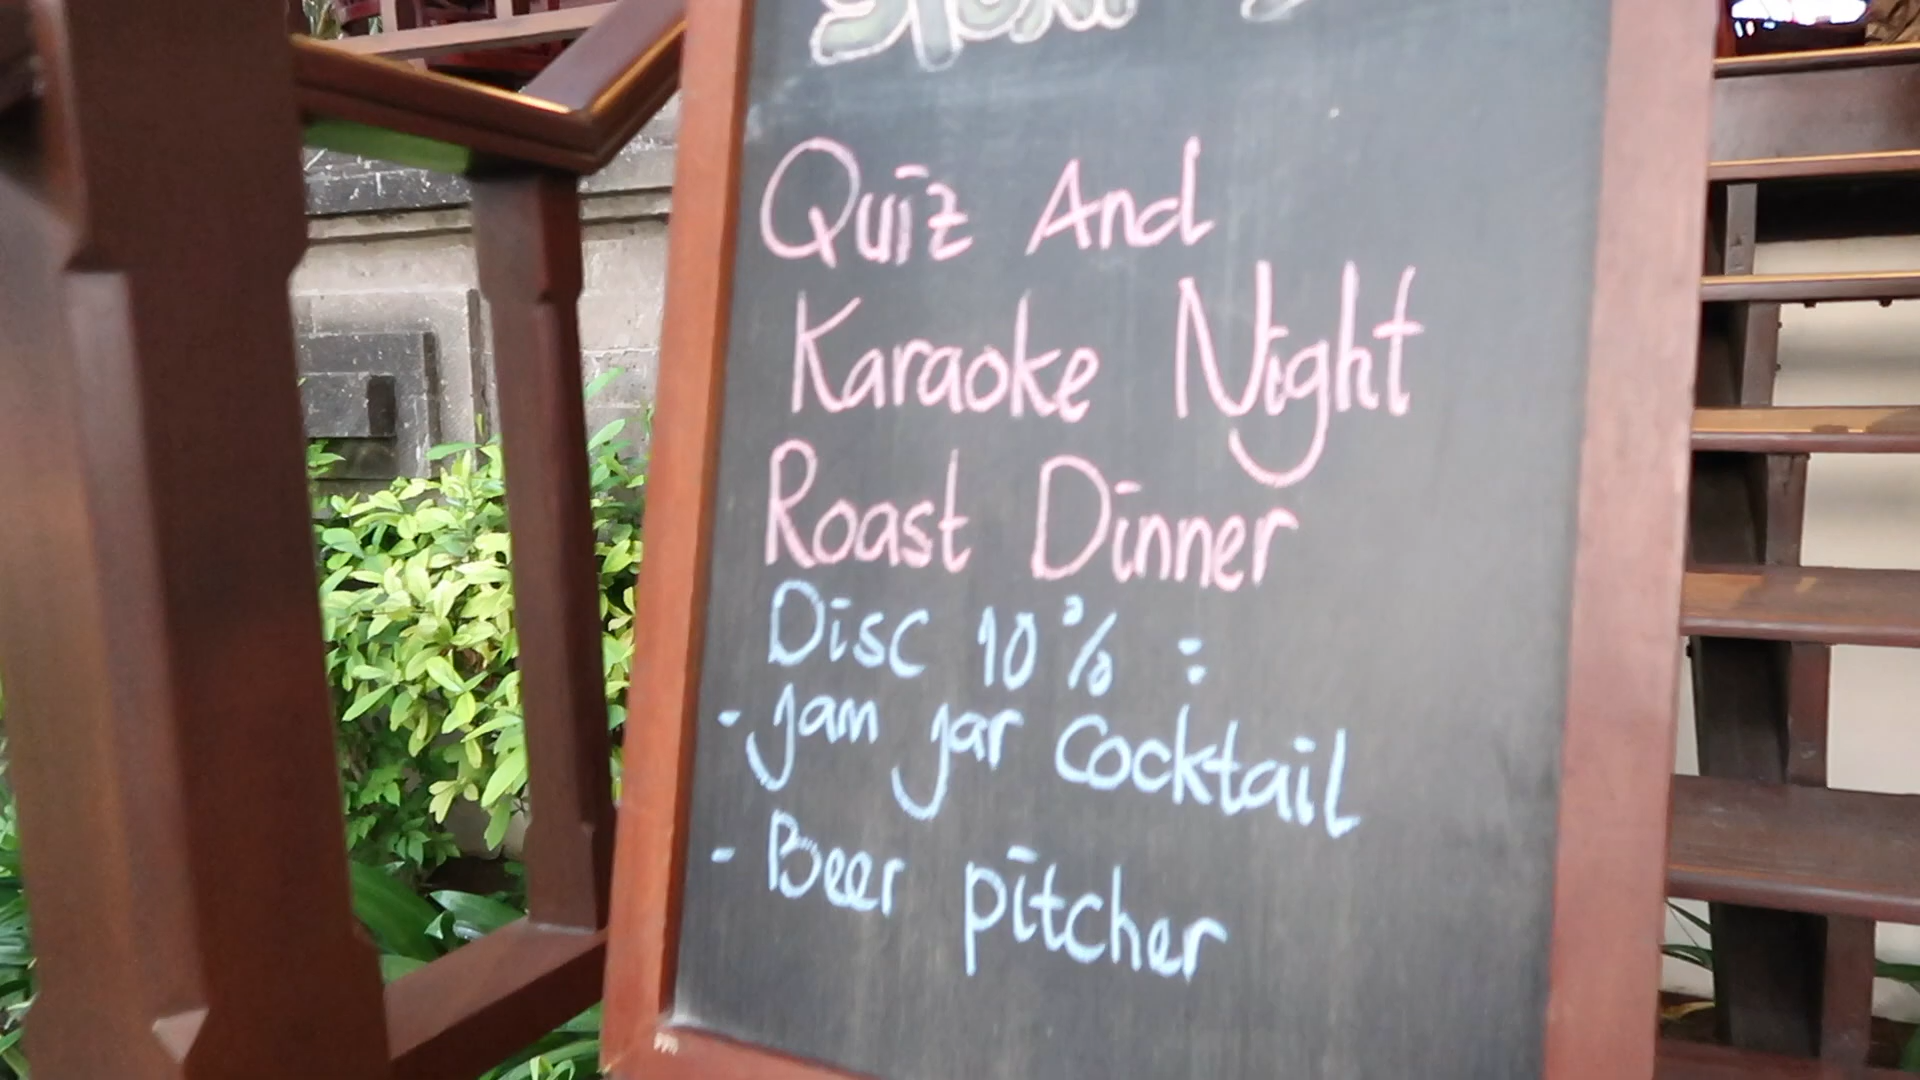 Quiz And
Karaoke Night
Roast Dinner
Disc 10% :
- Jam jar Cocktail
- Beer pitcher